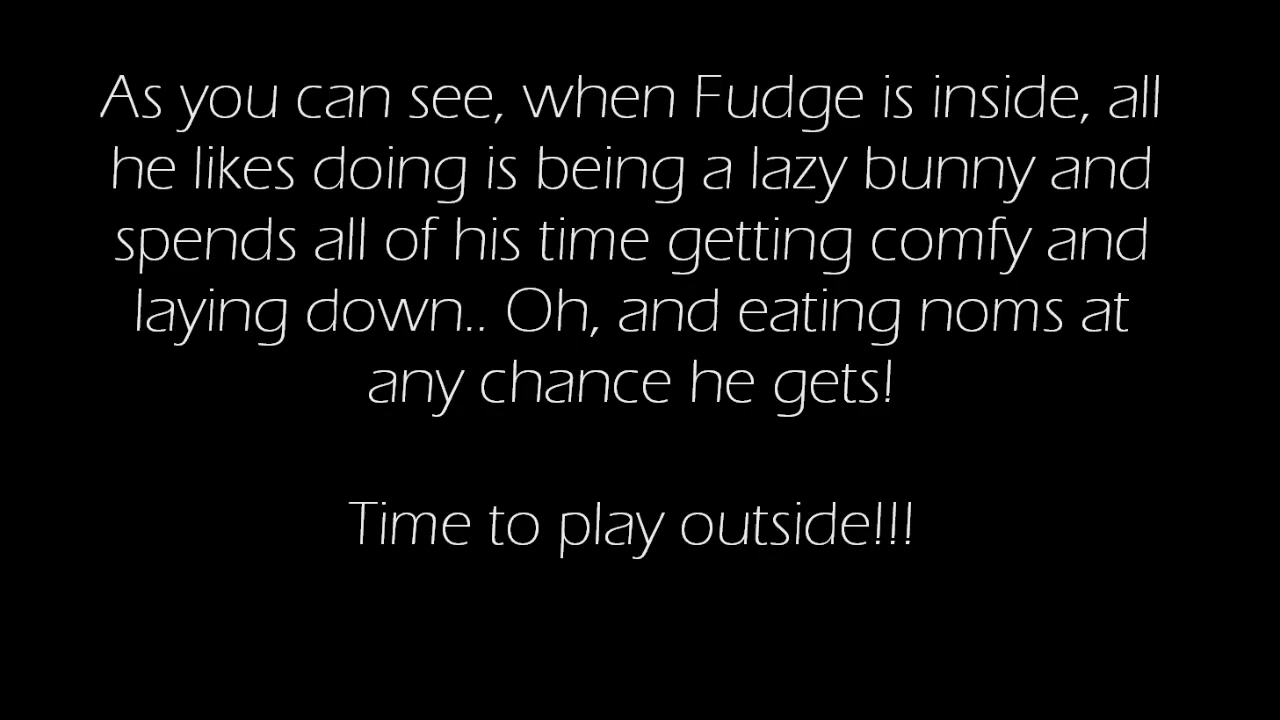 As you can see, when Fudge is inside, all
he likes doing is being a lazy bunny and
spends all of his time getting comfy and
laying down.. Oh, and eating noms at
any chance he gets!
Time to play outside!!!